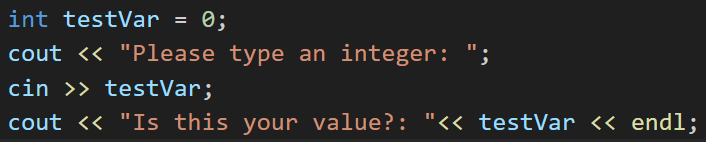 int testVar = 0;
cout << "Please type an integer: ";
cin >> testVar;
cout << "Is this your value?: "<< testVar << endl;